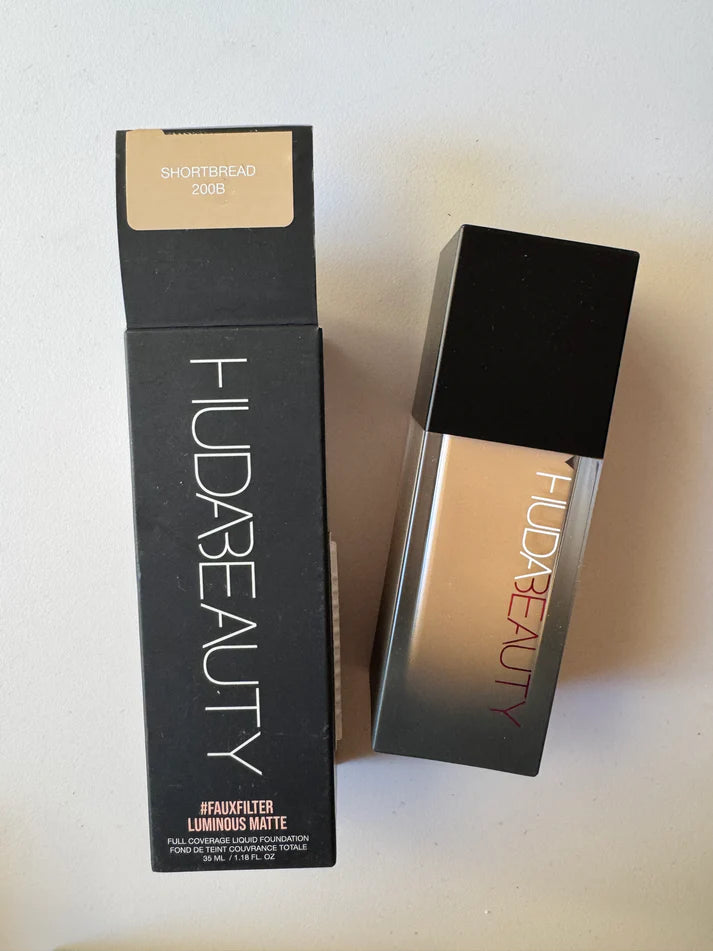 SHORTBREAD
200B
HUDABEAUTY
#FAUXFILTER
LUMINOUS MATTE
FULL COVERAGE LIQUID FOUNDATION
FOND DE TEINT COUVRANCE TOTALE
35 ML / 1.18 FL. OZ
HUDABEAUTY